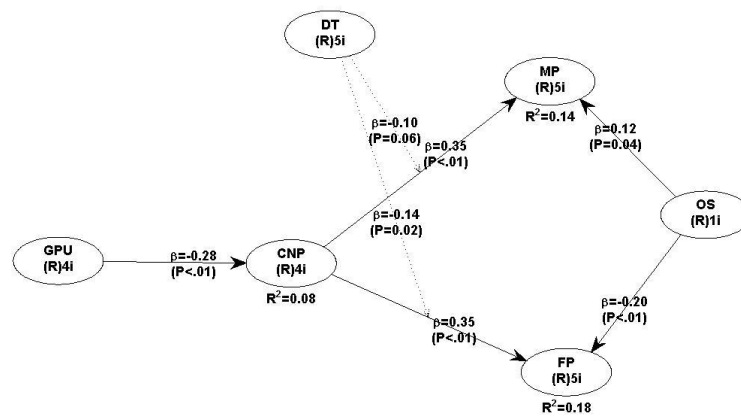 DT
(R)5i
MP
(R)5i
R²=0.14
β=-0.10
(P=0.06)
β=0.35
(P<.01)
β=0.12
(P=0.04)
OS
(R)1i
β=-0.14
(P=0.02)
GPU
(R)4i
β=-0.28
(P<.01)
CNP
(R)4i
R²=0.08
β=-0.20
(P<.01)
β=0.35
(P<.01)
FP
(R)5i
R²=0.18